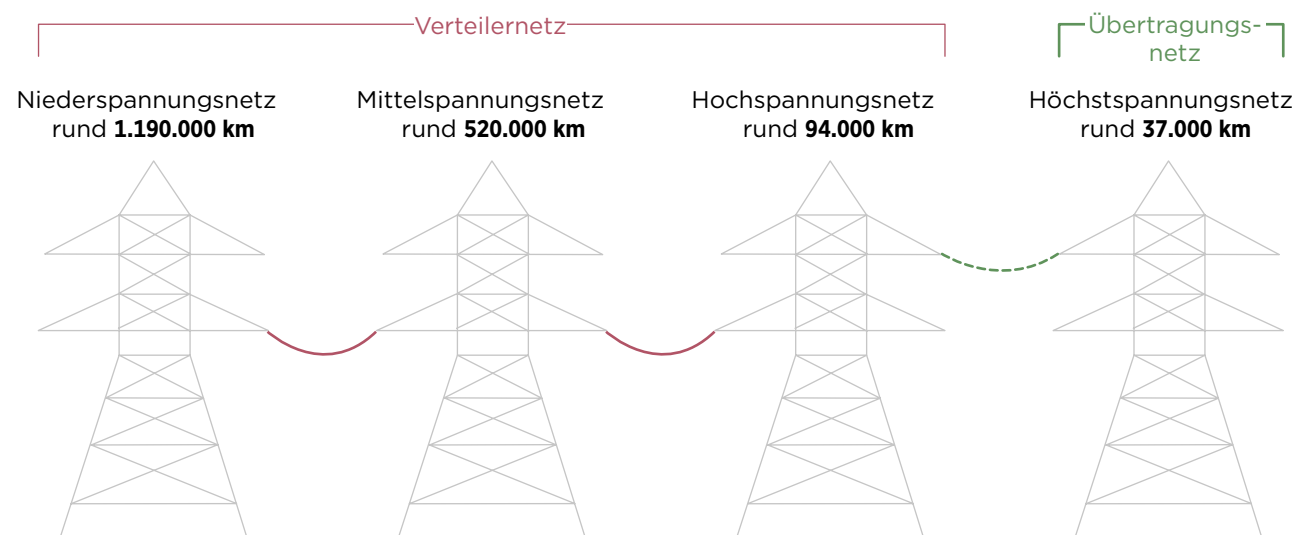 Verteilernetz
Übertragungs-
netz
Niederspannungsnetz
rund 1.190.000 km
Mittelspannungsnetz
rund 520.000 km
Hochspannungsnetz
rund 94.000 km
Höchstspannungsnetz
rund 37.000 km